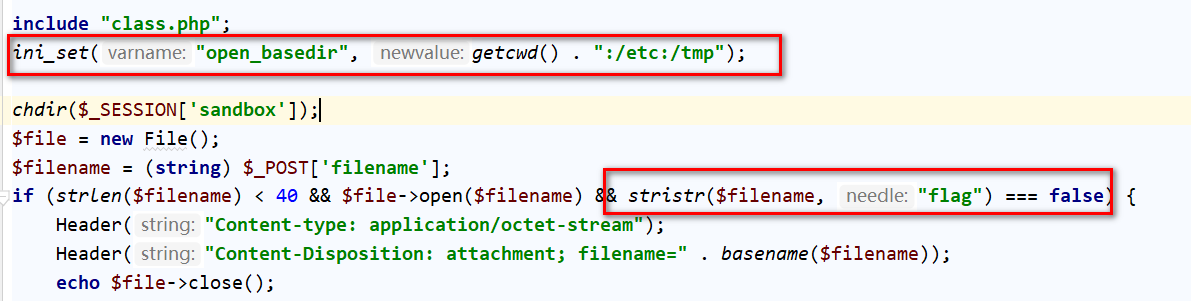 include "class.php";
ini_set( varname: "open_basedir", newvalue: getcwd() . ":/etc:/tmp");
chdir($_SESSION['sandbox']);
$file = new File();
$filename = (string) $_POST['filename'];
if (strlen($filename) < 40 && $file->open($filename) && stristr($filename, needle: "flag") === false) {
Header( string: "Content-type: application/octet-stream");
Header( string: "Content-Disposition: attachment; filename=" . basename($filename));
echo $file->close();